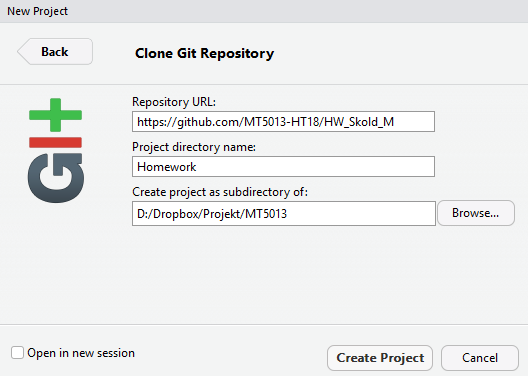 New Project
Back
Clone Git Repository
GIt
Repository URL:
https://github.com/MT5013-HT18/HW_Skold_M
Project directory name:
Homework
Create project as subdirectory of:
D:/Dropbox/Projekt/MT5013
Browse...
Open in new session
Create Project
Cancel